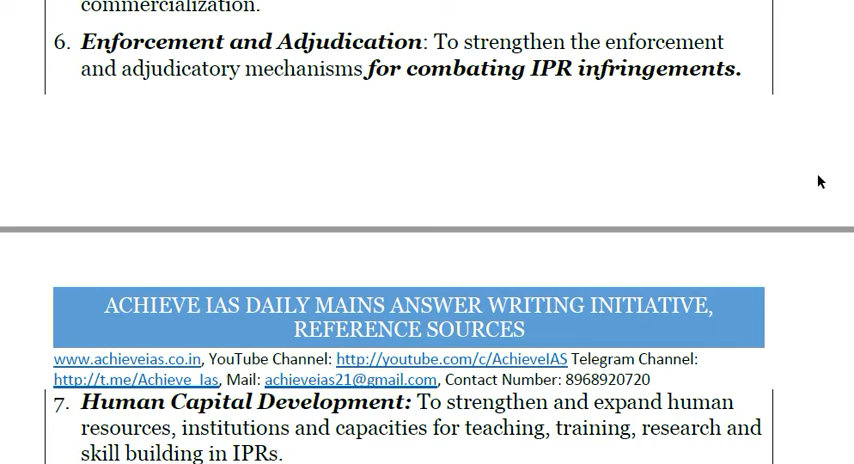 commercialization.
6. Enforcement and Adjudication: To strengthen the enforcement
and adjudicatory mechanisms for combating IPR infringements.
ACHIEVE IAS DAILY MAINS ANSWER WRITING INITIATIVE,
REFERENCE SOURCES
www.achieveias.co.in, YouTube Channel: http://youtube.com/c/AchieveIAS Telegram Channel:
http://t.me/Achieve_Ias, Mail: achieveias21@gmail.com, Contact Number: 8968920720
7. Human Capital Development: To strengthen and expand human
resources, institutions and capacities for teaching, training, research and
skill building in IPRs.